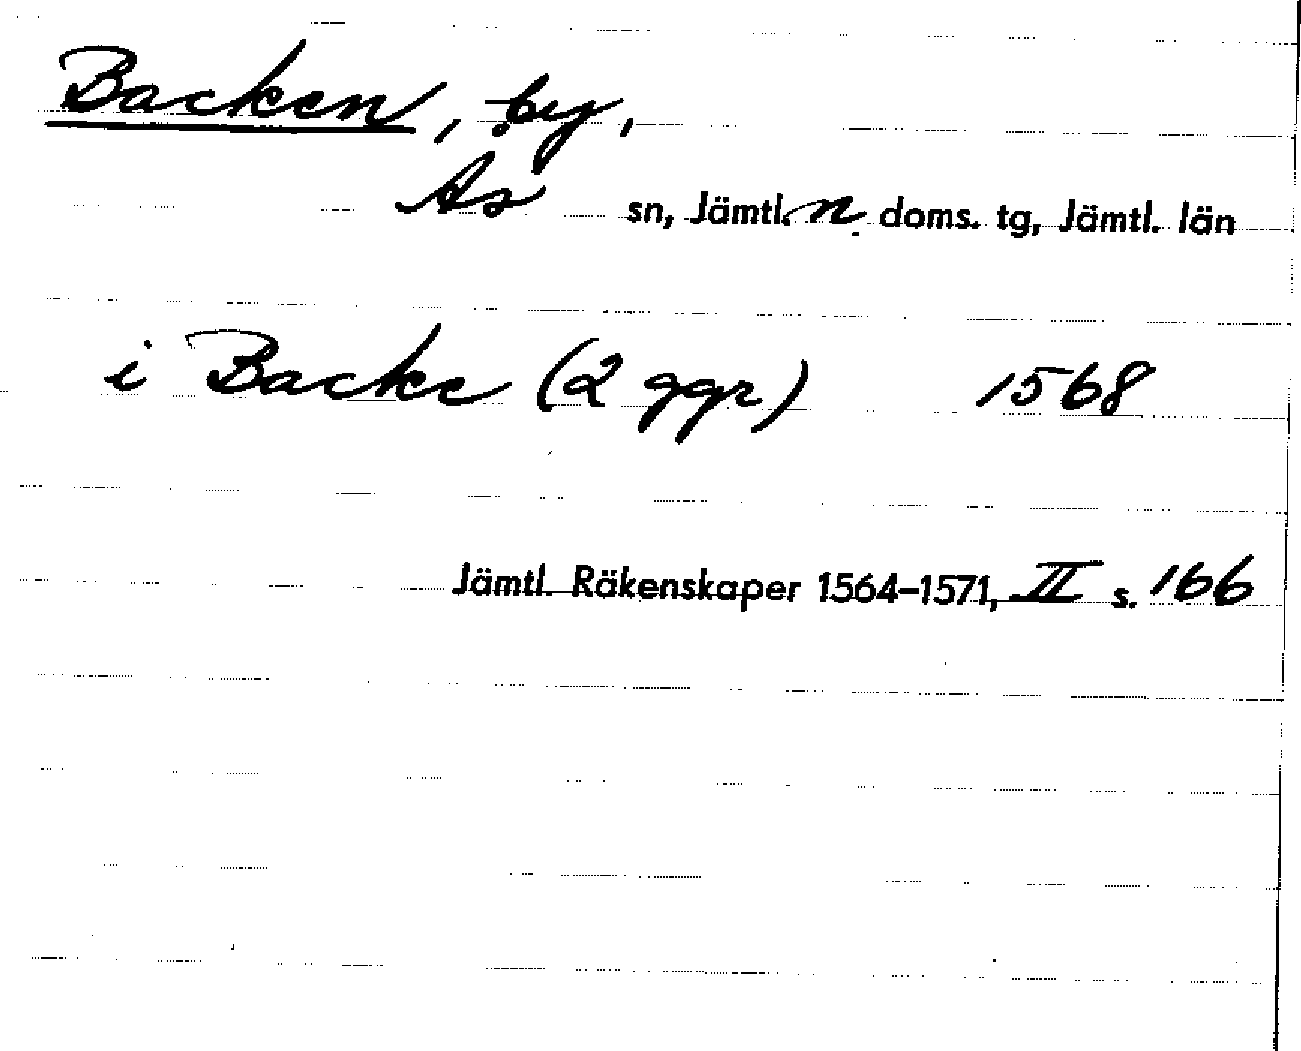 Backen, by,
Ås sn, Jämtl. n. doms. tg, Jämtl. län
i Backe (2 ggr) 1568
Jämtl. Räkenskaper 1564–1571, II s. 166